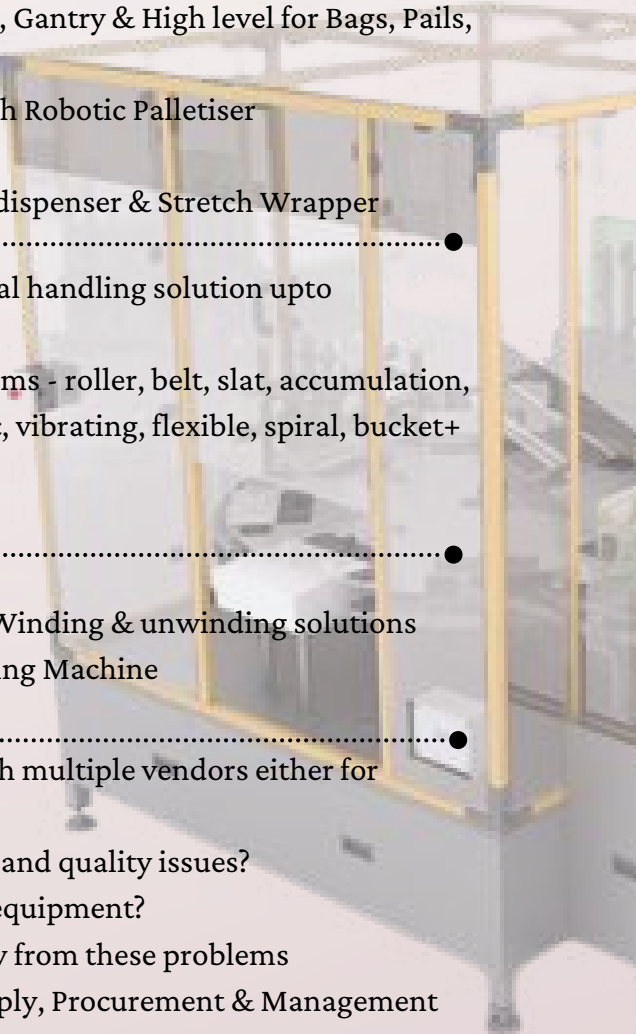 , Gantry & High level for Bags, Pails,
h Robotic Palletiser
dispenser & Stretch Wrapper
al handling solution upto
ms - roller, belt, slat, accumulation,
, vibrating, flexible, spiral, bucket+
Winding & unwinding solutions
ing Machine
h multiple vendors either for
and quality issues?
equipment?
y from these problems
ply, Procurement & Management